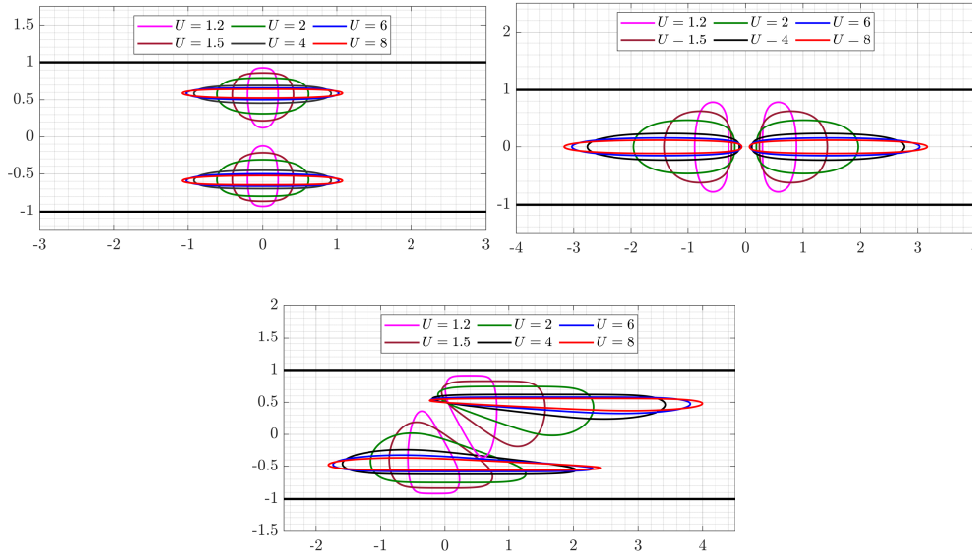 1.5
U = 1.2 U = 2 U = 6
U = 1.5 U = 4 U = 8
1
0.5
0
-0.5
-1
-3 -2 -1 0 1 2 3
2
U = 1.2 U = 2 U = 6
U − 1.5 U − 4 U − 8
1
0
-1
-4 -3 -2 -1 0 1 2 3 4
2
U = 1.2 U = 2 U = 6
U = 1.5 U = 4 U = 8
1.5
1
0.5
0
-0.5
-1
-1.5
-2 -1 0 1 2 3 4